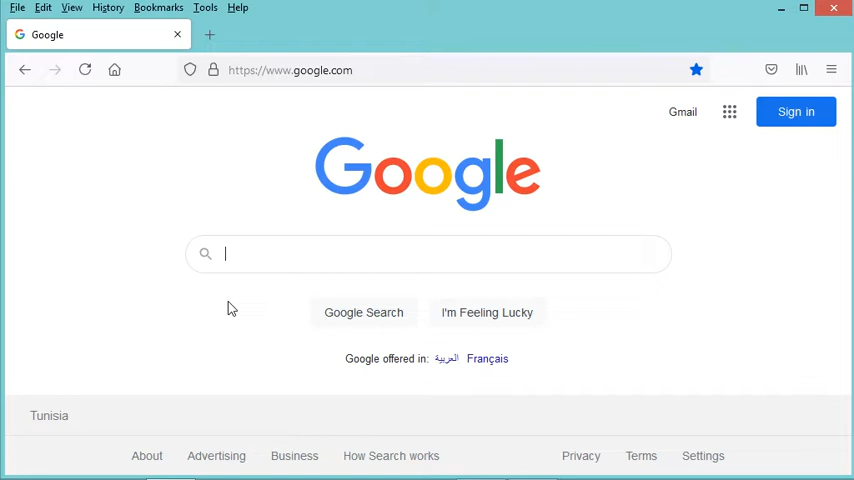 File Edit View History Bookmarks Tools Help
Google
https://www.google.com
Gmail
Sign in
Google
Google Search
I'm Feeling Lucky
Google offered in: العربية Français
Tunisia
About Advertising Business How Search works Privacy Terms Settings